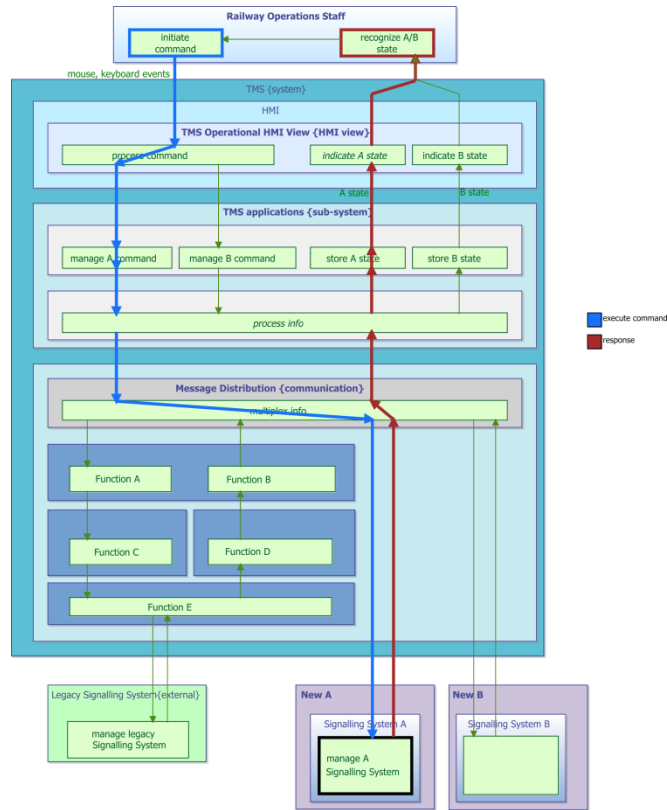 Railway Operations Staff
initiate
command
recognize A/B
state
mouse, keyboard events
TMS {system}
HMI
TMS Operational HMI View {HMI view}
process command
indicate A state
indicate B state
A state
B state
TMS applications {sub-system}
manage A command
manage B command
store A state
store B state
process info
execute command
response
Message Distribution {communication}
multiplex info
Function A
Function B
Function C
Function D
Function E
Legacy Signalling System{external}
manage legacy
Signalling System
New A
Signalling System A
manage A
Signalling System
New B
Signalling System B